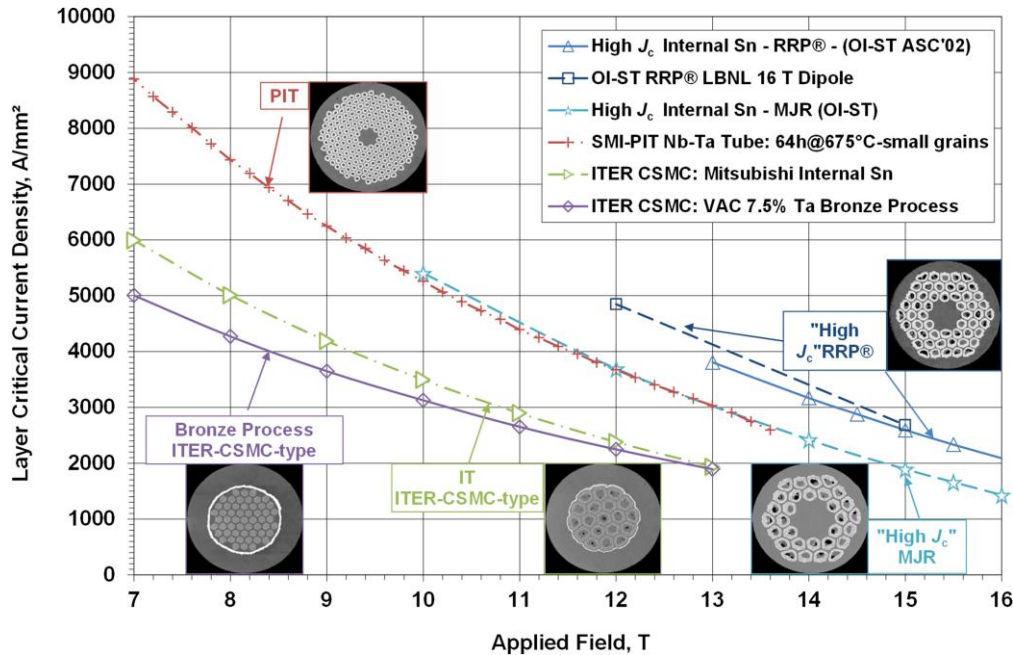 10000
9000
8000
7000
6000
5000
4000
3000
2000
1000
0
Layer Critical Current Density, A/mm²
High Jc Internal Sn - RRP® - (OI-ST ASC'02)
OI-ST RRP® LBNL 16 T Dipole
High Jc Internal Sn - MJR (OI-ST)
SMI-PIT Nb-Ta Tube: 64h@675°C-small grains
ITER CSMC: Mitsubishi Internal Sn
ITER CSMC: VAC 7.5% Ta Bronze Process
PIT
"High
Jc"RRP®
Bronze Process
ITER-CSMC-type
IT
ITER-CSMC-type
"High Jc"
MJR
7 8 9 10 11 12 13 14 15 16
Applied Field, T